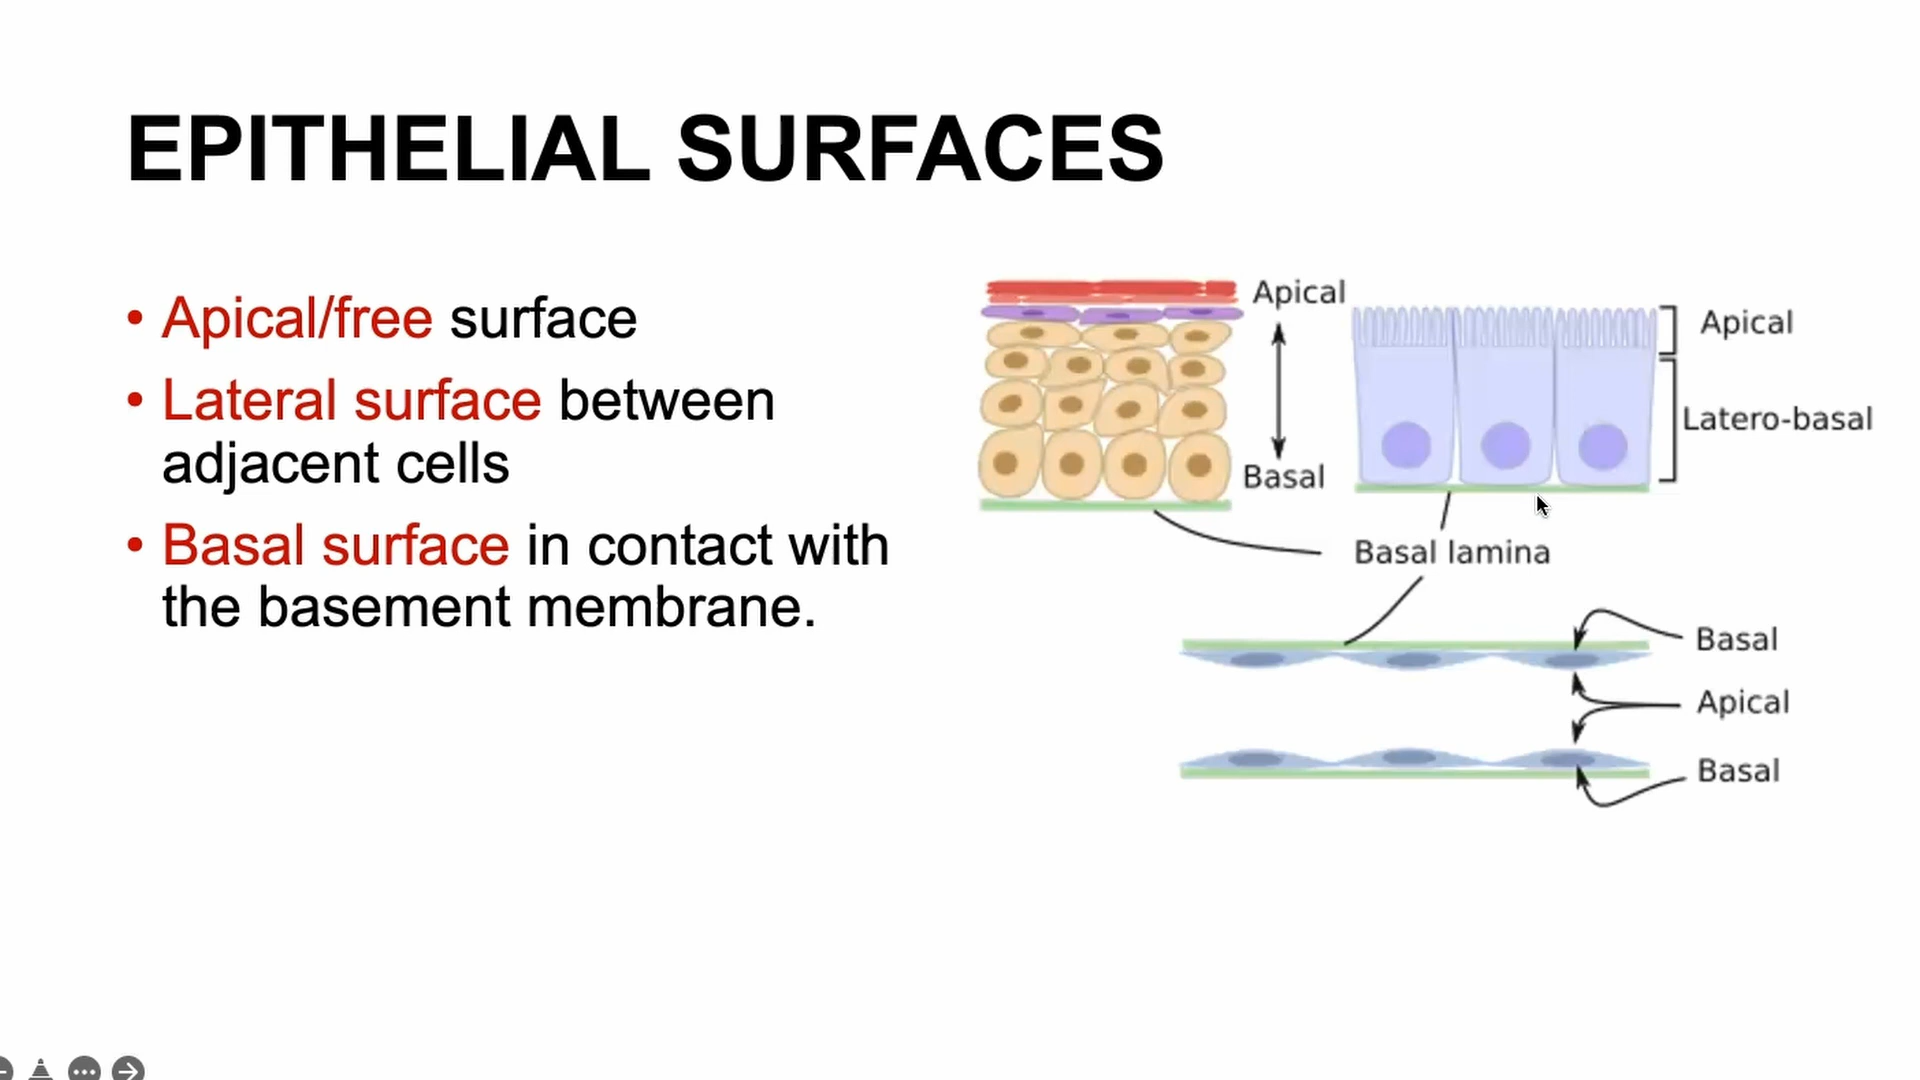 EPITHELIAL SURFACES
• Apical/free surface
• Lateral surface between
adjacent cells
• Basal surface in contact with
the basement membrane.
Apical
Basal
Apical
Latero-basal
Basal lamina
Basal
Apical
Basal